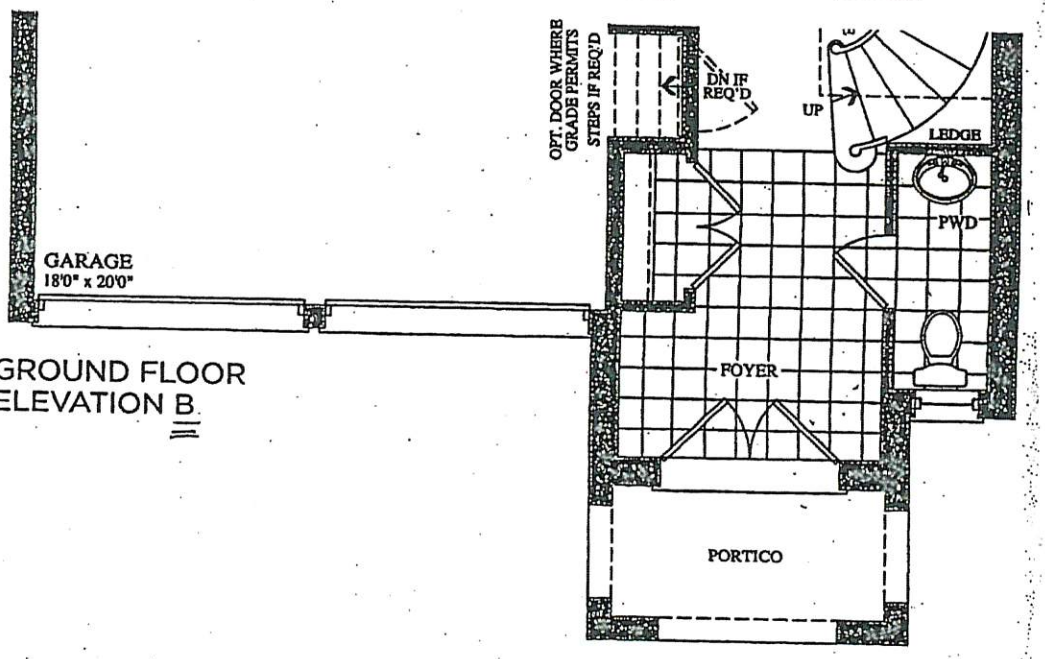 OPT. DOOR WHERE
GRADE PERMITS
STEPS IF REQ'D
DN IF
REQ'D
UP
LEDGE
PWD
GARAGE
18'0" x 20'0"
GROUND FLOOR
ELEVATION B
FOYER
PORTICO